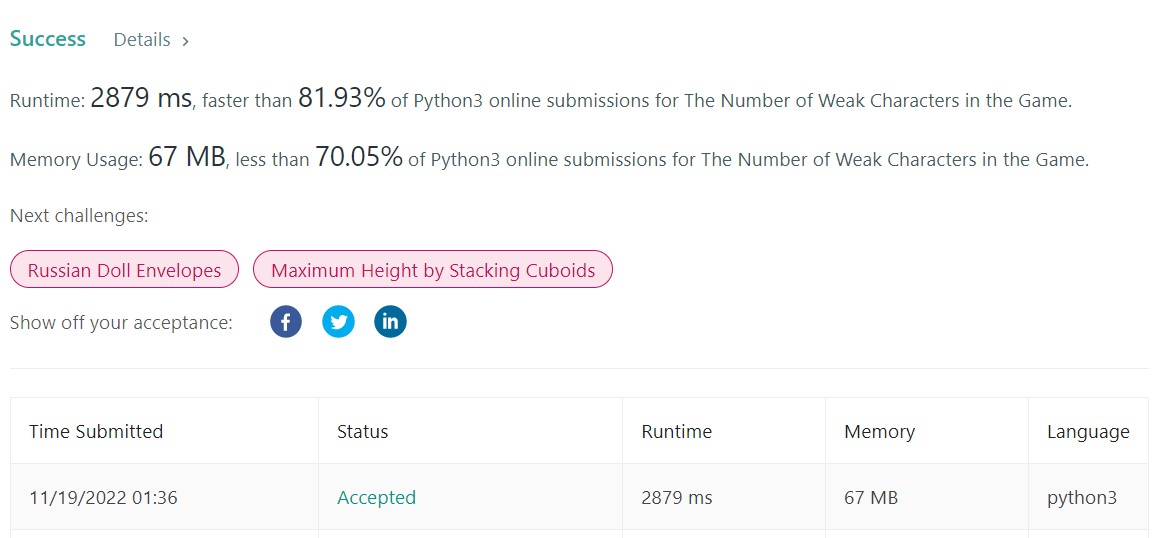 Success Details >
Runtime: 2879 ms, faster than 81.93% of Python3 online submissions for The Number of Weak Characters in the Game.
Memory Usage: 67 MB, less than 70.05% of Python3 online submissions for The Number of Weak Characters in the Game.
Next challenges:
Russian Doll Envelopes Maximum Height by Stacking Cuboids
Show off your acceptance: f in
Time Submitted Status Runtime Memory Language
11/19/2022 01:36 Accepted 2879 ms 67 MB python3